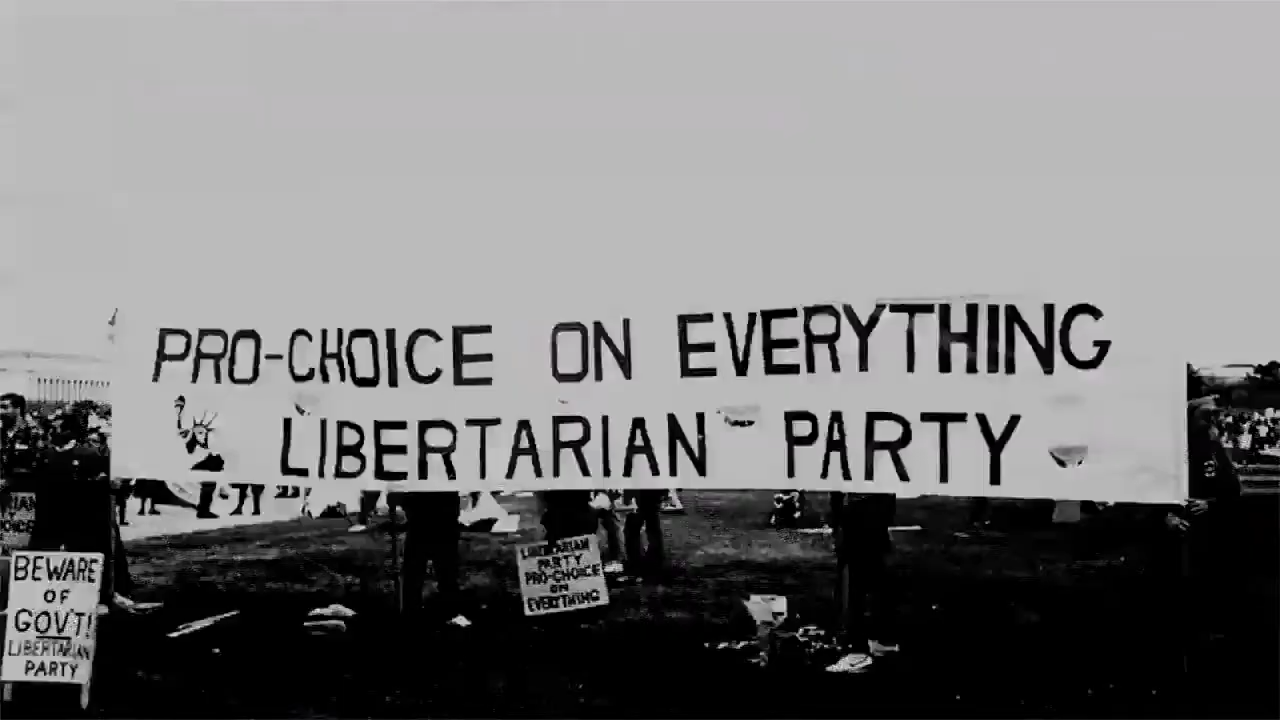 PRO-CHOICE ON EVERYTHING
LIBERTARIAN PARTY
BEWARE
OF
GOV'T!
LIBERTARIAN
PARTY
LIBERTARIAN
PARTY
PRO-CHOICE
ON
EVERYTHING